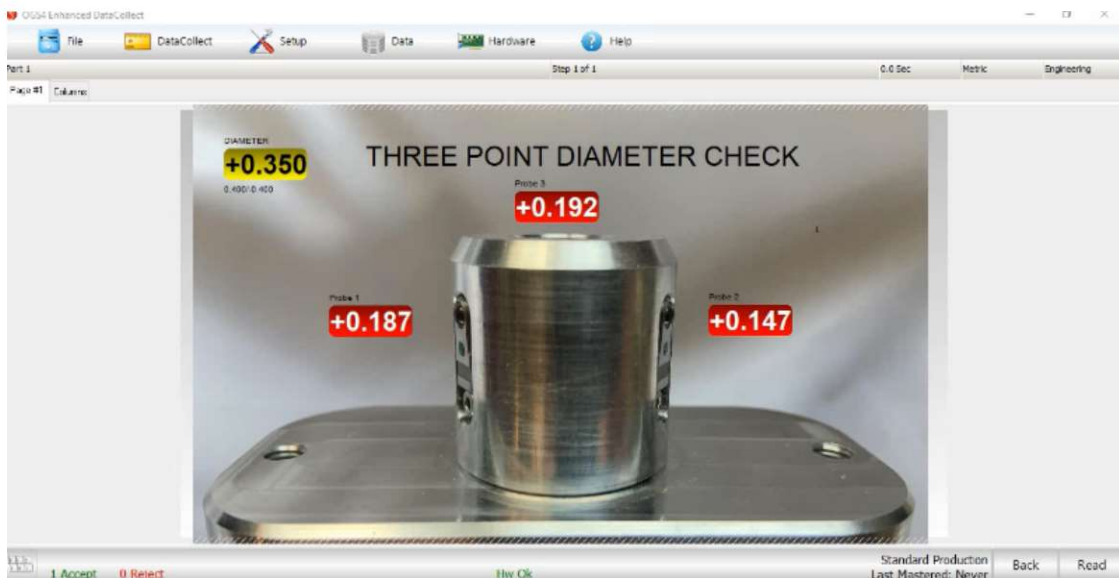 OGS4 Enhanced DataCollect
File DataCollect Setup Data Hardware Help
Part 1 Step 1 of 1 0.0 Sec Metric Engineering
Page #1 Columns
DIAMETER
+0.350
THREE POINT DIAMETER CHECK
Probe 3
+0.192
Probe 1
+0.187
Probe 2
+0.147
1 Accept 0 Reject Hw Ok
Standard Production
Last Mastered: Never
Back Read